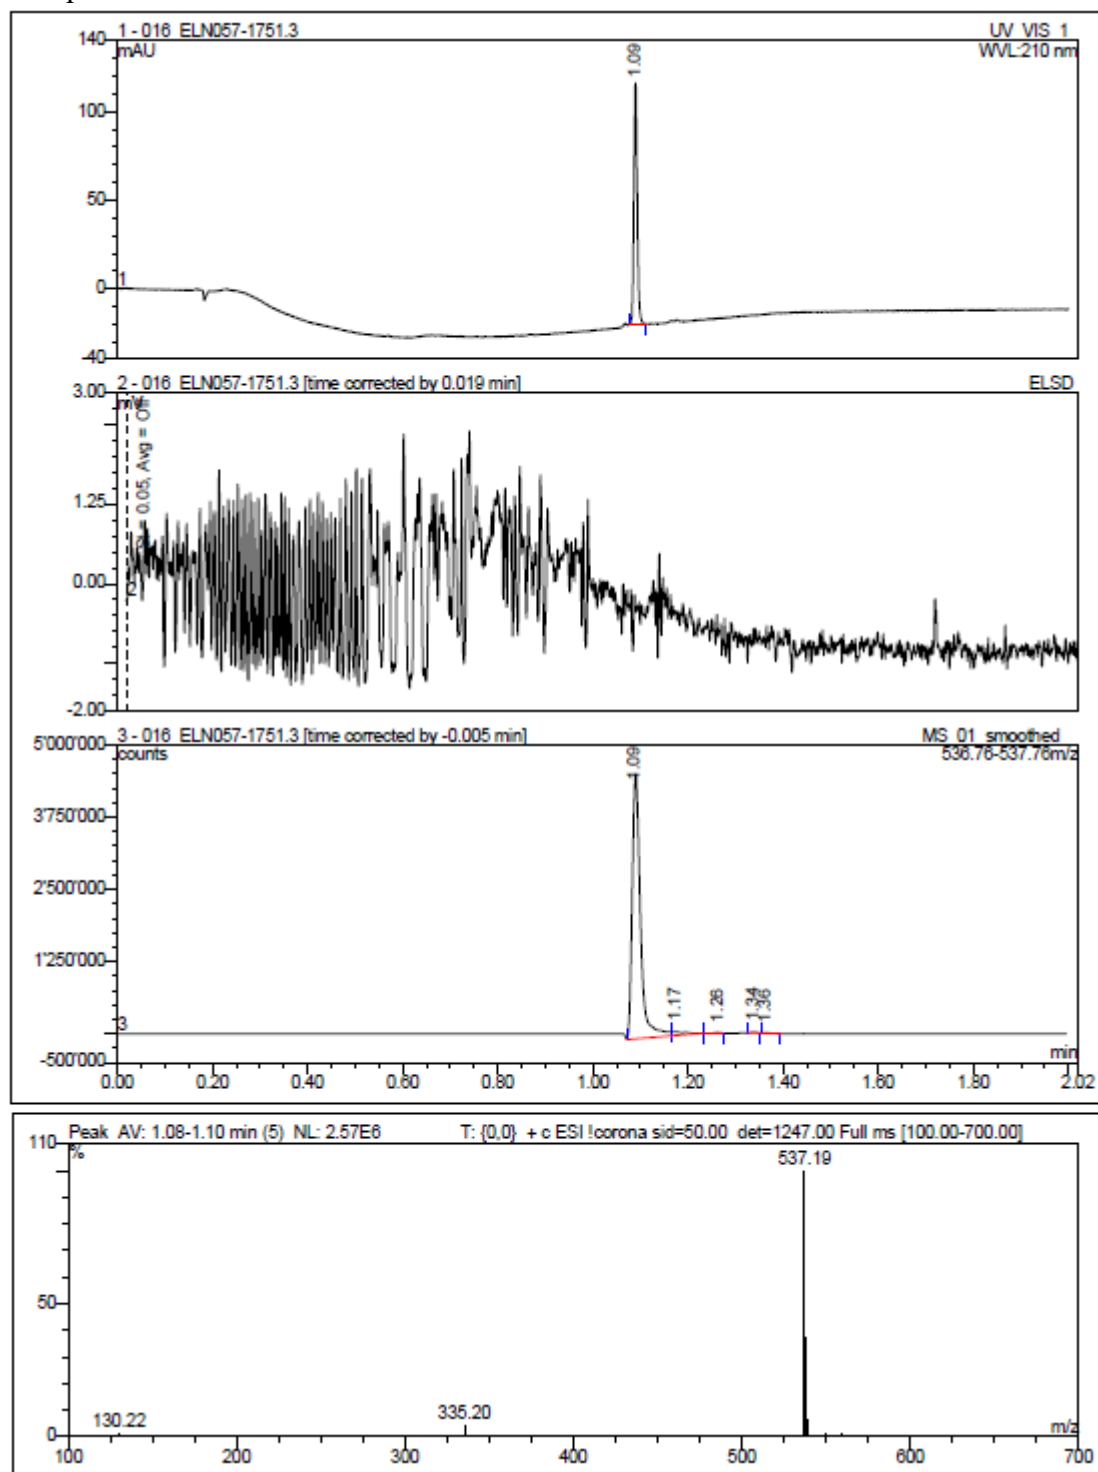 1 - 016 ELN057-1751.3 UV_VIS_1
mAU WVL:210 nm
140
100
50
0
-40
1.09
1
2 - 016 ELN057-1751.3 [time corrected by 0.019 min] ELSD
mV
3.00
1.25
0.00
-2.00
= 0.05, Avg = Off
2
3 - 016 ELN057-1751.3 [time corrected by -0.005 min] MS_01_smoothed
counts 536.76-537.76m/z
5'000'000
3'750'000
2'500'000
1'250'000
-500'000
1.09
1.17
1.26
1.34
1.36
3
min
0.00 0.20 0.40 0.60 0.80 1.00 1.20 1.40 1.60 1.80 2.02
Peak AV: 1.08-1.10 min (5) NL: 2.57E6 T: {0,0} + c ESI !corona sid=50.00 det=1247.00 Full ms [100.00-700.00]
110
%
537.19
50
335.20
130.22
0
m/z
100 200 300 400 500 600 700